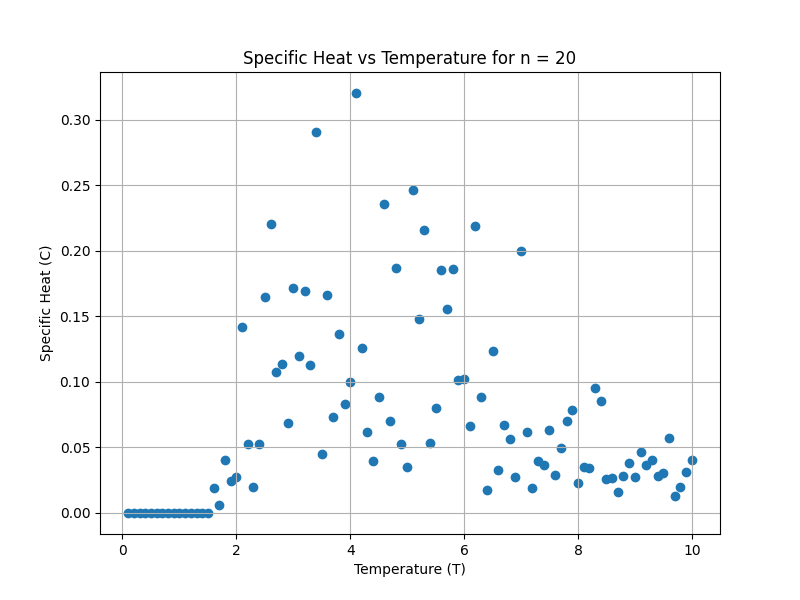 Specific Heat vs Temperature for n = 20
Specific Heat (C)
0.30
0.25
0.20
0.15
0.10
0.05
0.00
0 2 4 6 8 10
Temperature (T)